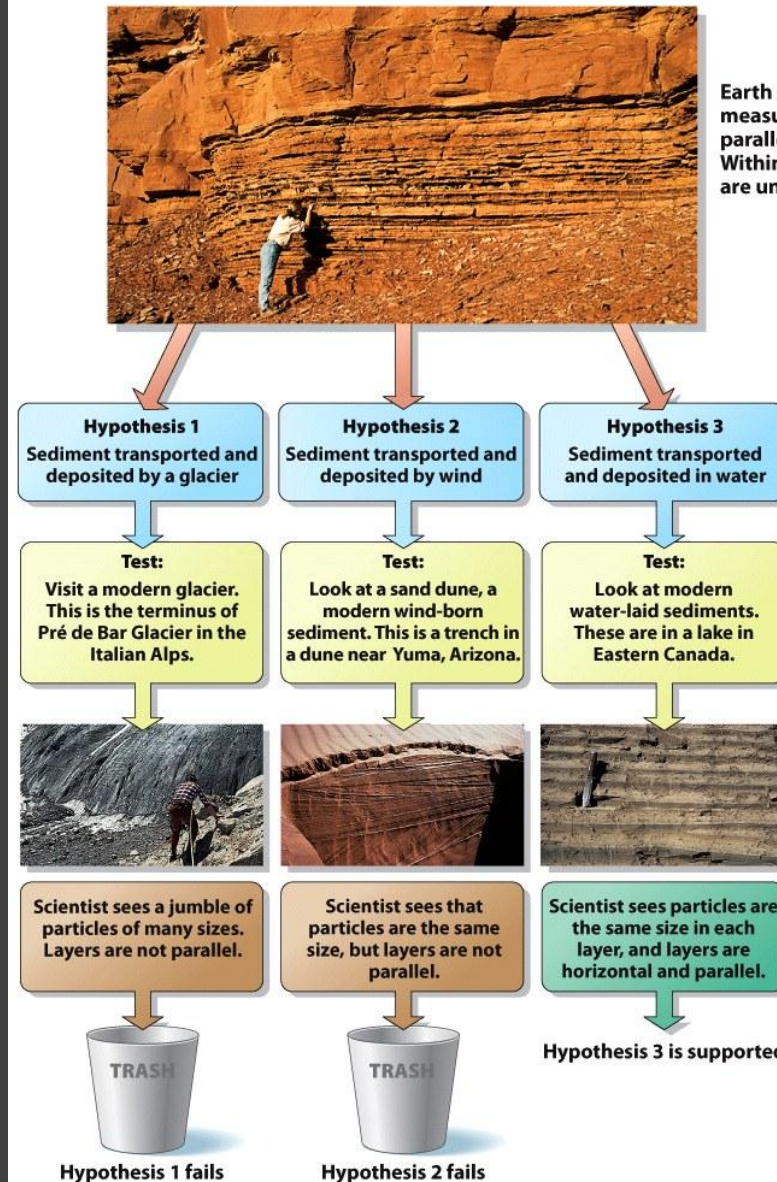 Earth
measu
paralle
Within
are un
Hypothesis 1
Sediment transported and
deposited by a glacier
Hypothesis 2
Sediment transported and
deposited by wind
Hypothesis 3
Sediment transported
and deposited in water
Test:
Visit a modern glacier.
This is the terminus of
Pré de Bar Glacier in the
Italian Alps.
Test:
Look at a sand dune, a
modern wind-born
sediment. This is a trench in
a dune near Yuma, Arizona.
Test:
Look at modern
water-laid sediments.
These are in a lake in
Eastern Canada.
Scientist sees a jumble of
particles of many sizes.
Layers are not parallel.
Scientist sees that
particles are the same
size, but layers are not
parallel.
Scientist sees particles are
the same size in each
layer, and layers are
horizontal and parallel.
TRASH
Hypothesis 1 fails
TRASH
Hypothesis 2 fails
Hypothesis 3 is supported